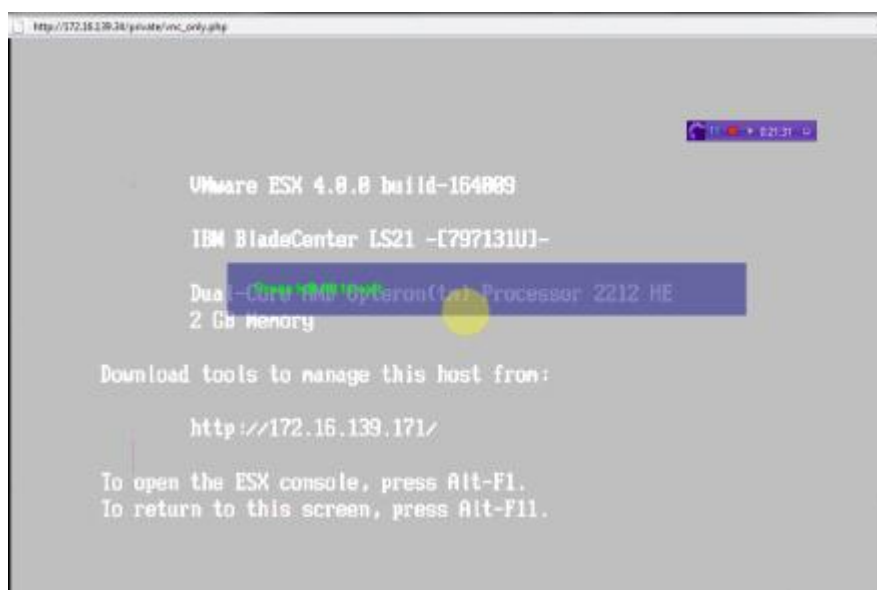 http://172.16.139.34/private/vnc_only.php
0:21:31
VMware ESX 4.0.0 build-164009
IBM BladeCenter LS21 -[797131U]-
Dual-Core AMD Opteron(tm) Processor 2212 HE
2 GB Memory
Download tools to manage this host from:
http://172.16.139.171/
To open the ESX console, press Alt-F1.
To return to this screen, press Alt-F11.